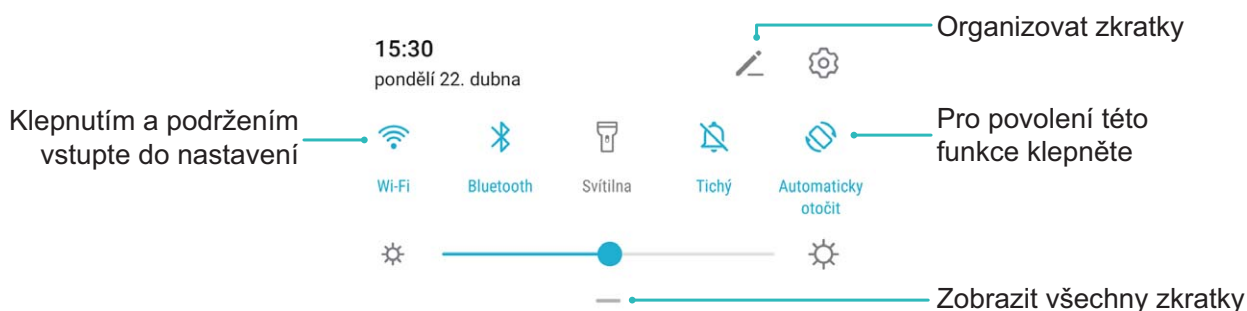 Organizovat zkratky
15:30
pondělí 22. dubna
Klepnutím a podržením
vstupte do nastavení
Pro povolení této
funkce klepněte
Wi-Fi
Bluetooth
Svítilna
Tichý
Automaticky
otočit
Zobrazit všechny zkratky